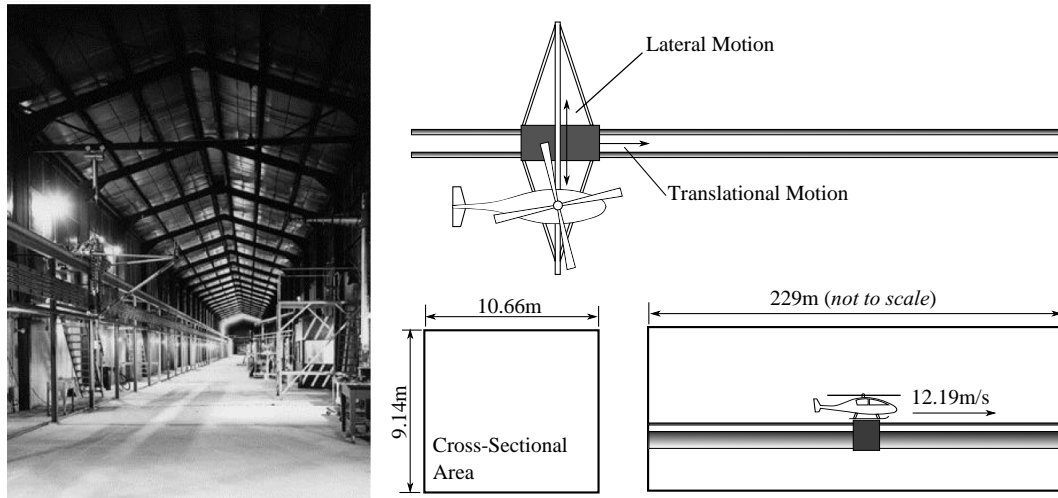 Lateral Motion
Translational Motion
10.66m
9.14m
Cross-Sectional
Area
229m (not to scale)
12.19m/s